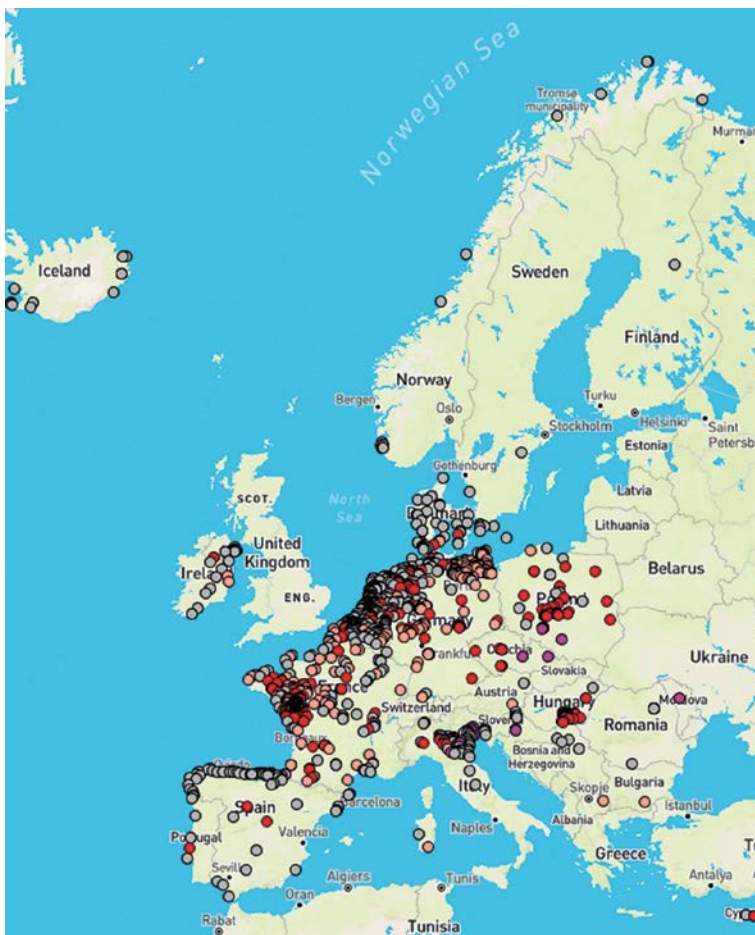 Norwegian Sea
Tromsø
municipality
Murman
Iceland
Sweden
Finland
Norway
Bergen
Oslo
Turku
Helsinki
Stockholm
Saint
Petersb
Estonia
Gothenburg
Latvia
SCOT.
North
Sea
Lithuania
United
Kingdom
Belarus
ENG.
Germany
Frankfu
Czechia
Slovakia
Ukraine
France
Austria
Switzerland
Hungary
Moldova
Sloven
Romania
Bordeaux
Bosnia and
Herzegovina
Oviedo
Italy
Bulgaria
Skopje
Istanbul
Spain
Barcelona
Albania
Naples
Portugal
Valencia
Greece
Sevill
Antalya
Algiers
Tunis
Oran
Rabat
Tunisia